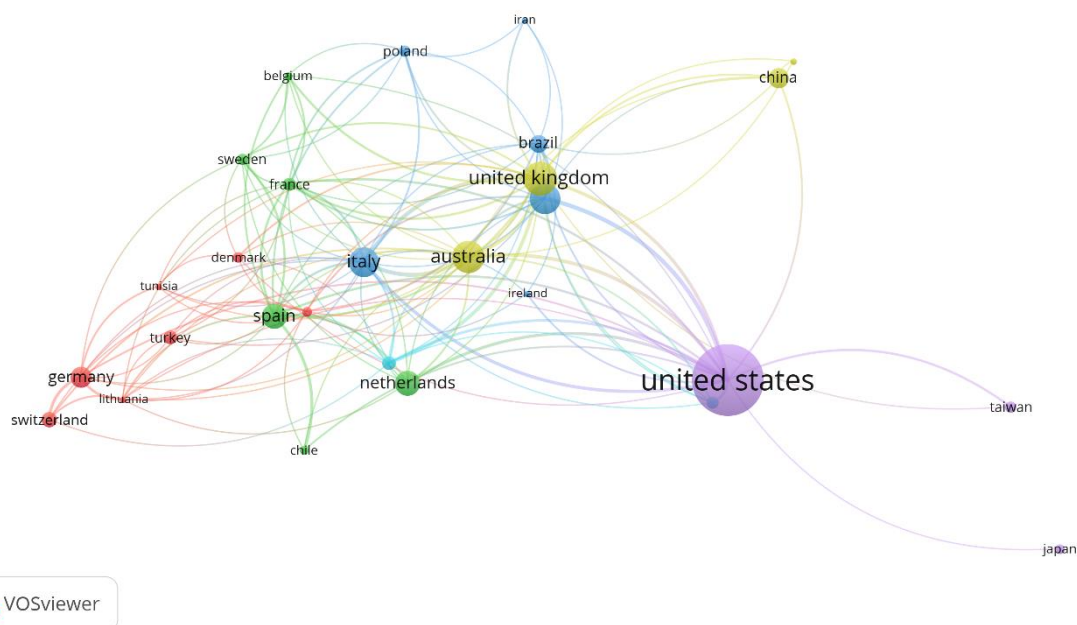 iran
poland
belgium
china
brazil
sweden
united kingdom
france
denmark
italy
australia
tunisia
ireland
spain
turkey
germany
netherlands
united states
lithuania
switzerland
taiwan
chile
japan
VOSviewer